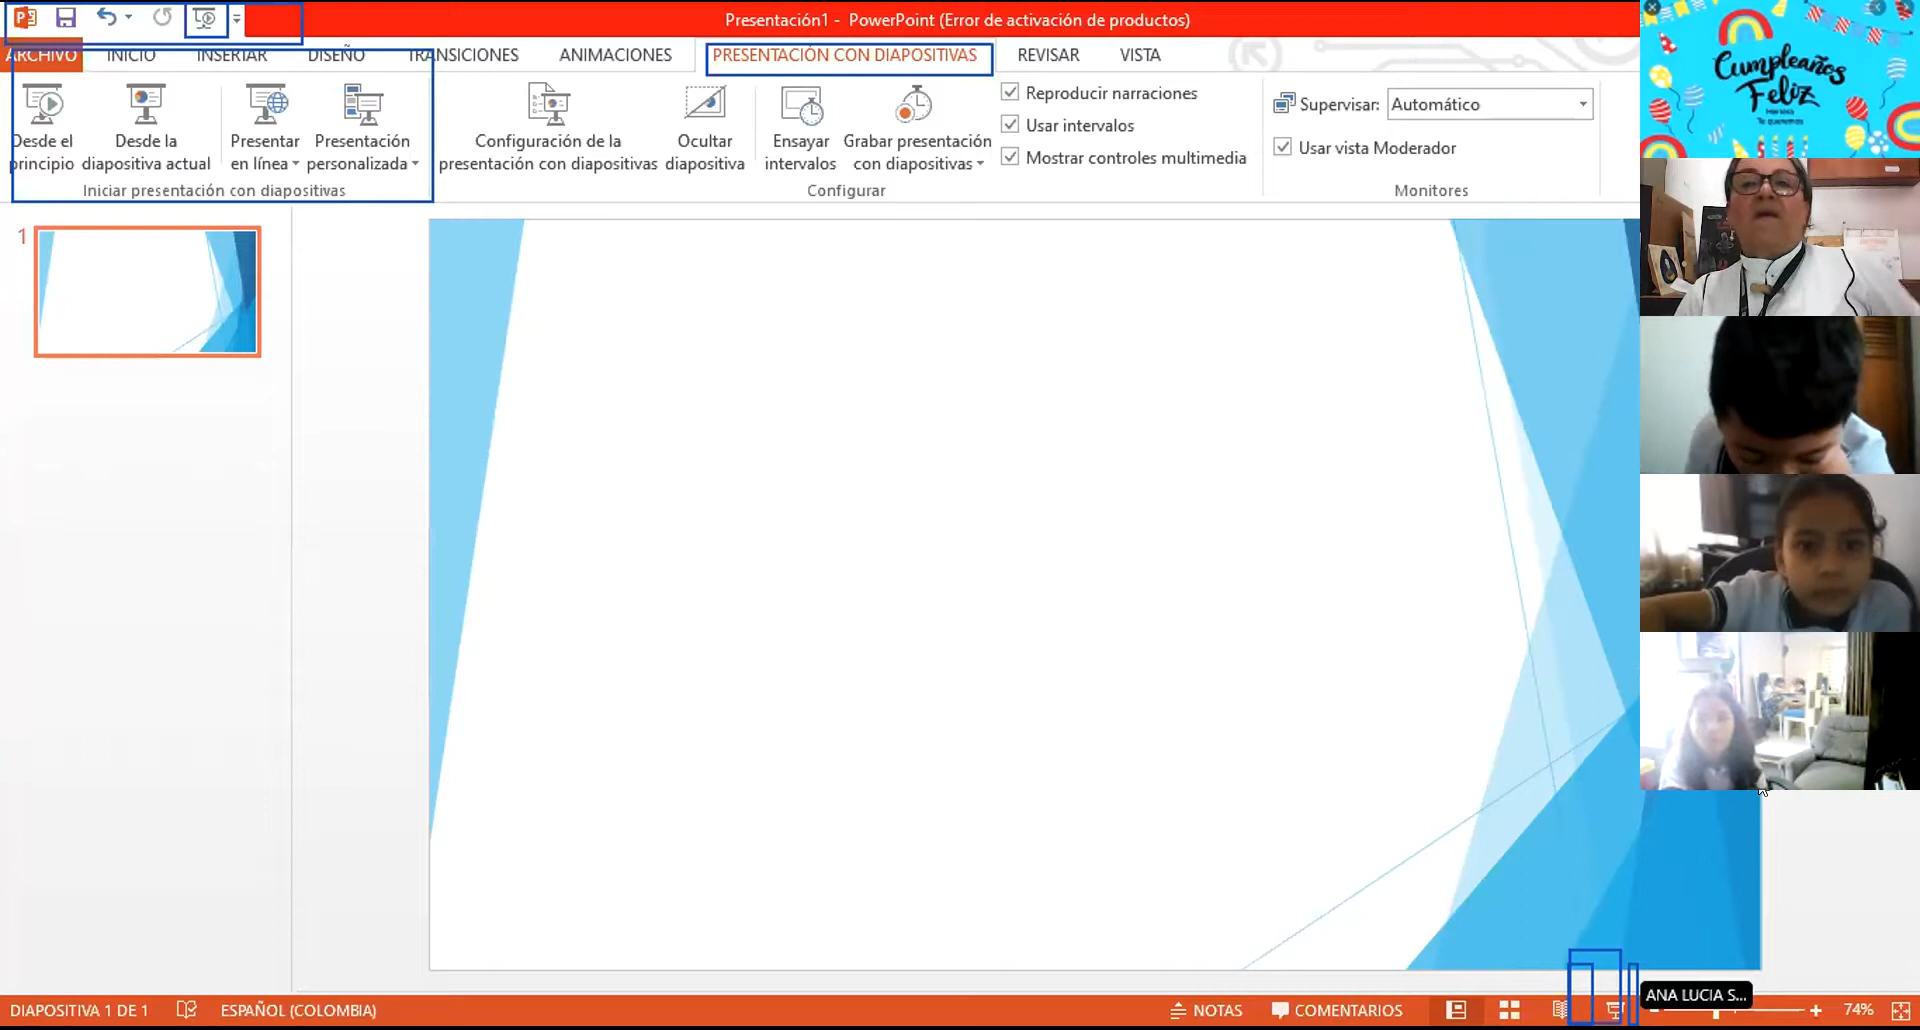 Presentación1 - PowerPoint (Error de activación de productos)
ARCHIVO INICIO INSERTAR DISEÑO TRANSICIONES ANIMACIONES PRESENTACIÓN CON DIAPOSITIVAS REVISAR VISTA
Desde el principio
Desde la diapositiva actual
Presentar en línea
Presentación personalizada
Iniciar presentación con diapositivas
Configuración de la presentación con diapositivas
Ocultar diapositiva
Ensayar intervalos
Grabar presentación con diapositivas
Reproducir narraciones
Usar intervalos
Mostrar controles multimedia
Configurar
Supervisar: Automático
Usar vista Moderador
Monitores
Cumpleaños
Feliz
Te queremos
1
ANA LUCIA S...
DIAPOSITIVA 1 DE 1 ESPAÑOL (COLOMBIA) NOTAS COMENTARIOS 74%